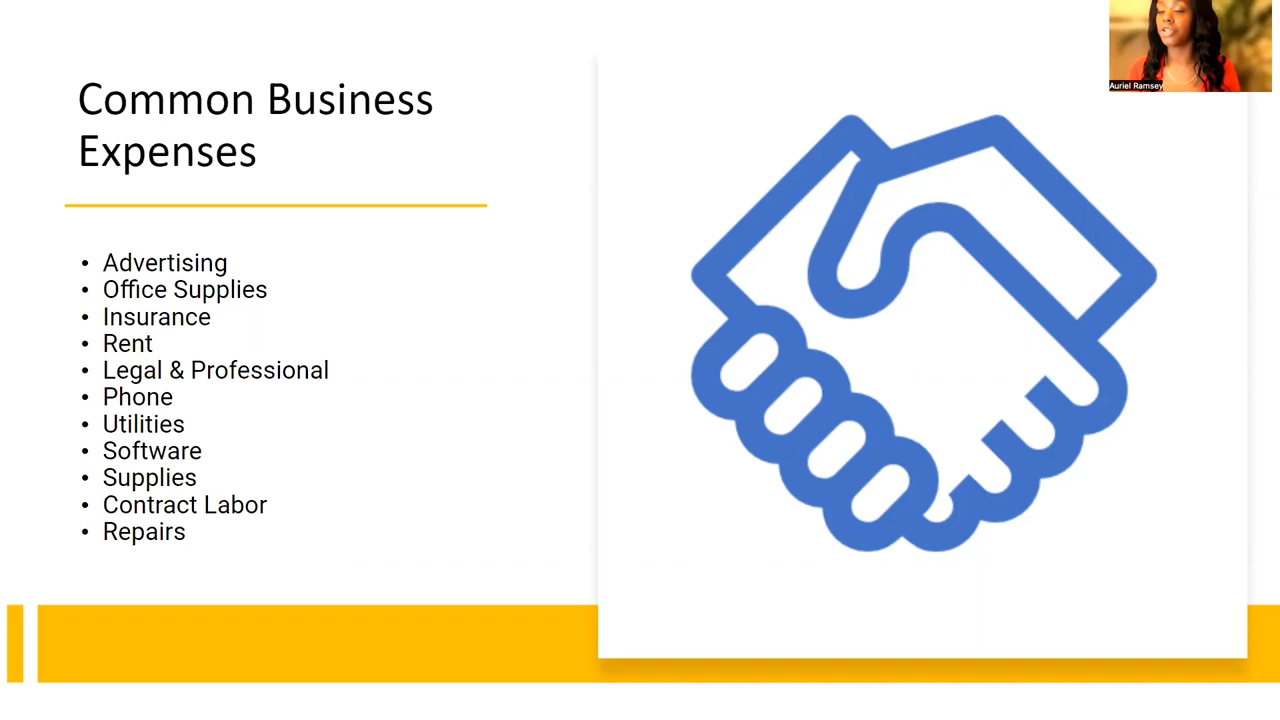 Common Business
Expenses
• Advertising
• Office Supplies
• Insurance
• Rent
• Legal & Professional
• Phone
• Utilities
• Software
• Supplies
• Contract Labor
• Repairs
Auriel Ramsey